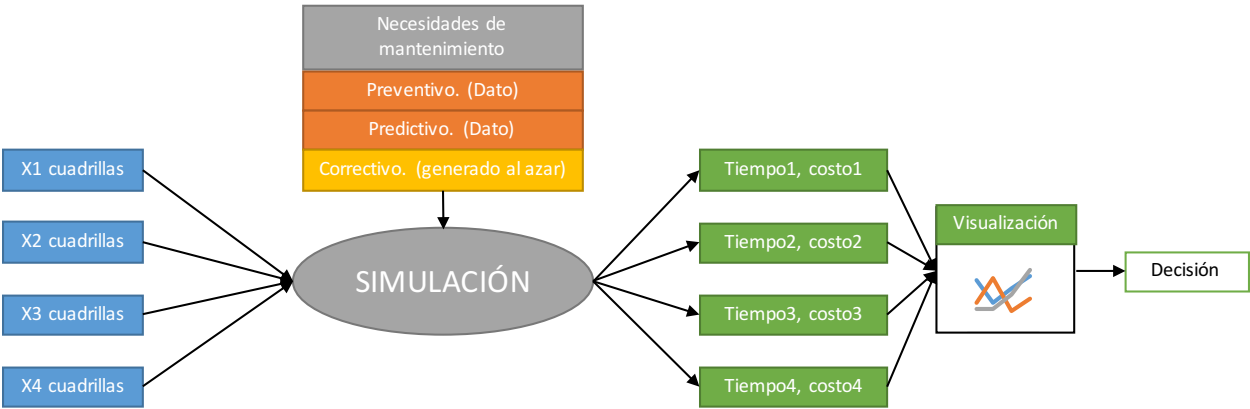 Necesidades de
mantenimiento
Preventivo. (Dato)
Predictivo. (Dato)
Correctivo. (generado al azar)
X1 cuadrillas
X2 cuadrillas
X3 cuadrillas
X4 cuadrillas
SIMULACIÓN
Tiempo1, costo1
Tiempo2, costo2
Tiempo3, costo3
Tiempo4, costo4
Visualización
Decisión